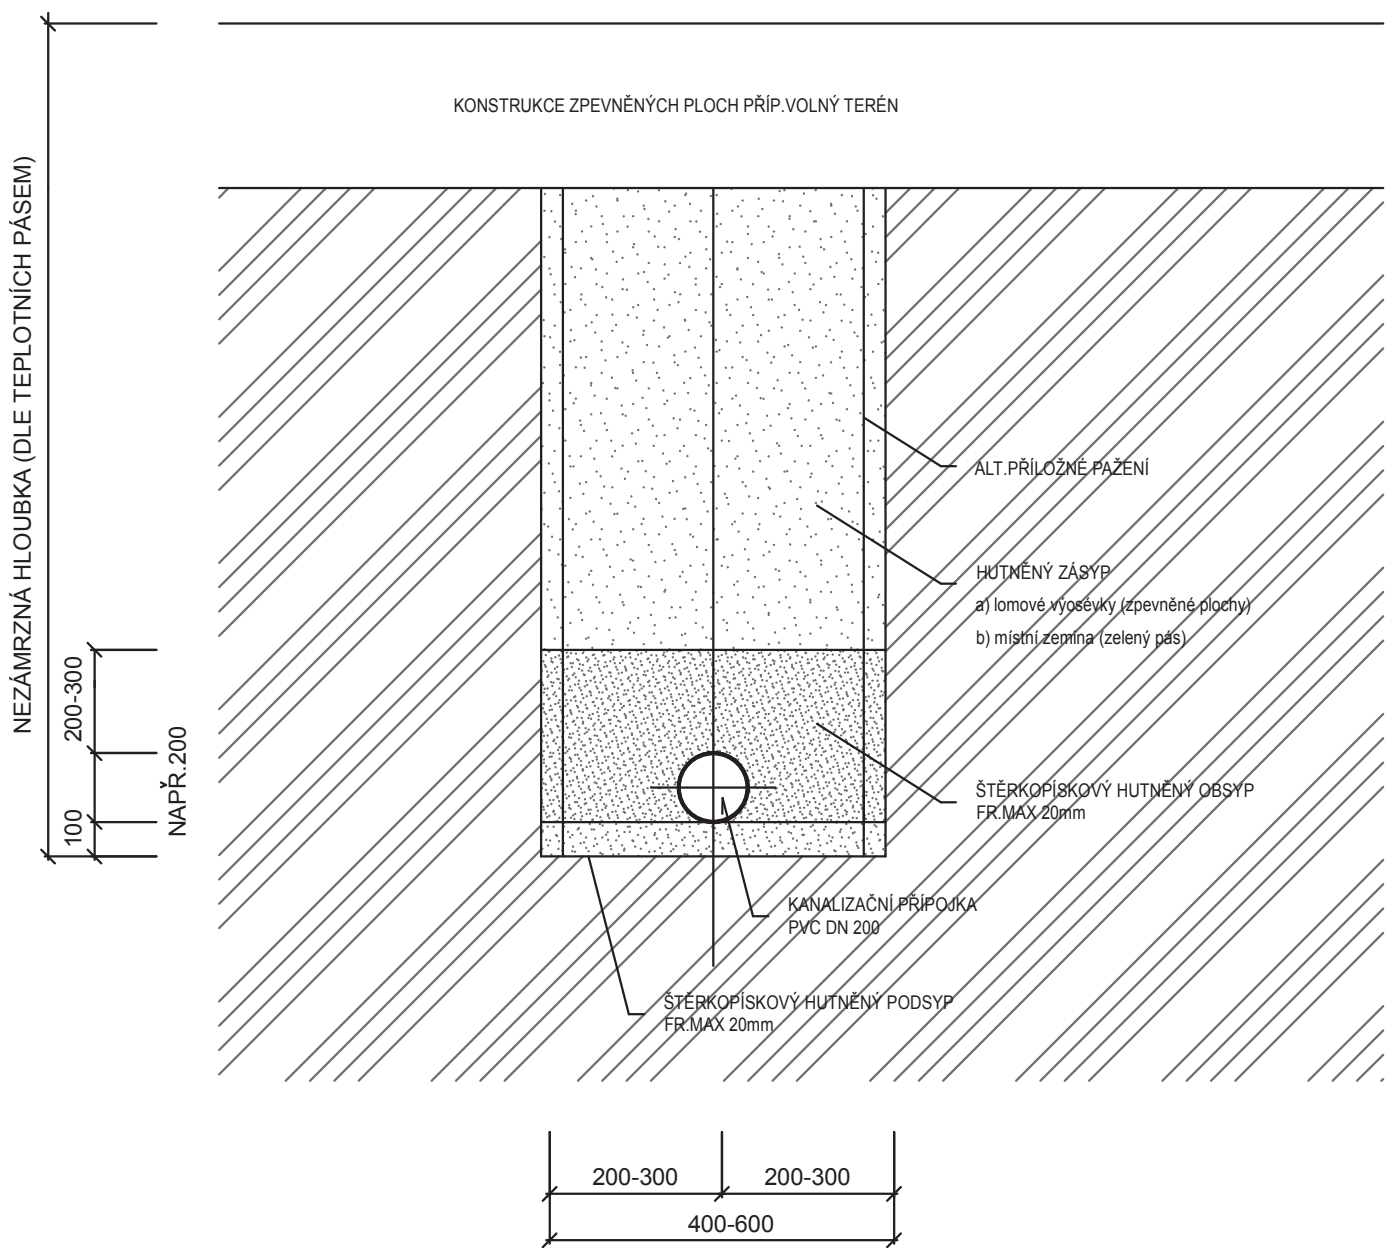 KONSTRUKCE ZPEVNĚNÝCH PLOCH PŘÍP.VOLNÝ TERÉN
NEZÁMRZNÁ HLOUBKA (DLE TEPLOTNÍCH PÁSEM)
ALT.PŘÍLOŽNÉ PAŽENÍ
HUTNĚNÝ ZÁSYP
a) lomové výosévky (zpevněné plochy)
b) místní zemina (zelený pás)
200-300
NAPŘ.200
100
ŠTĚRKOPÍSKOVÝ HUTNĚNÝ OBSYP
FR.MAX 20mm
KANALIZAČNÍ PŘÍPOJKA
PVC DN 200
ŠTĚRKOPÍSKOVÝ HUTNĚNÝ PODSYP
FR.MAX 20mm
200-300
200-300
400-600